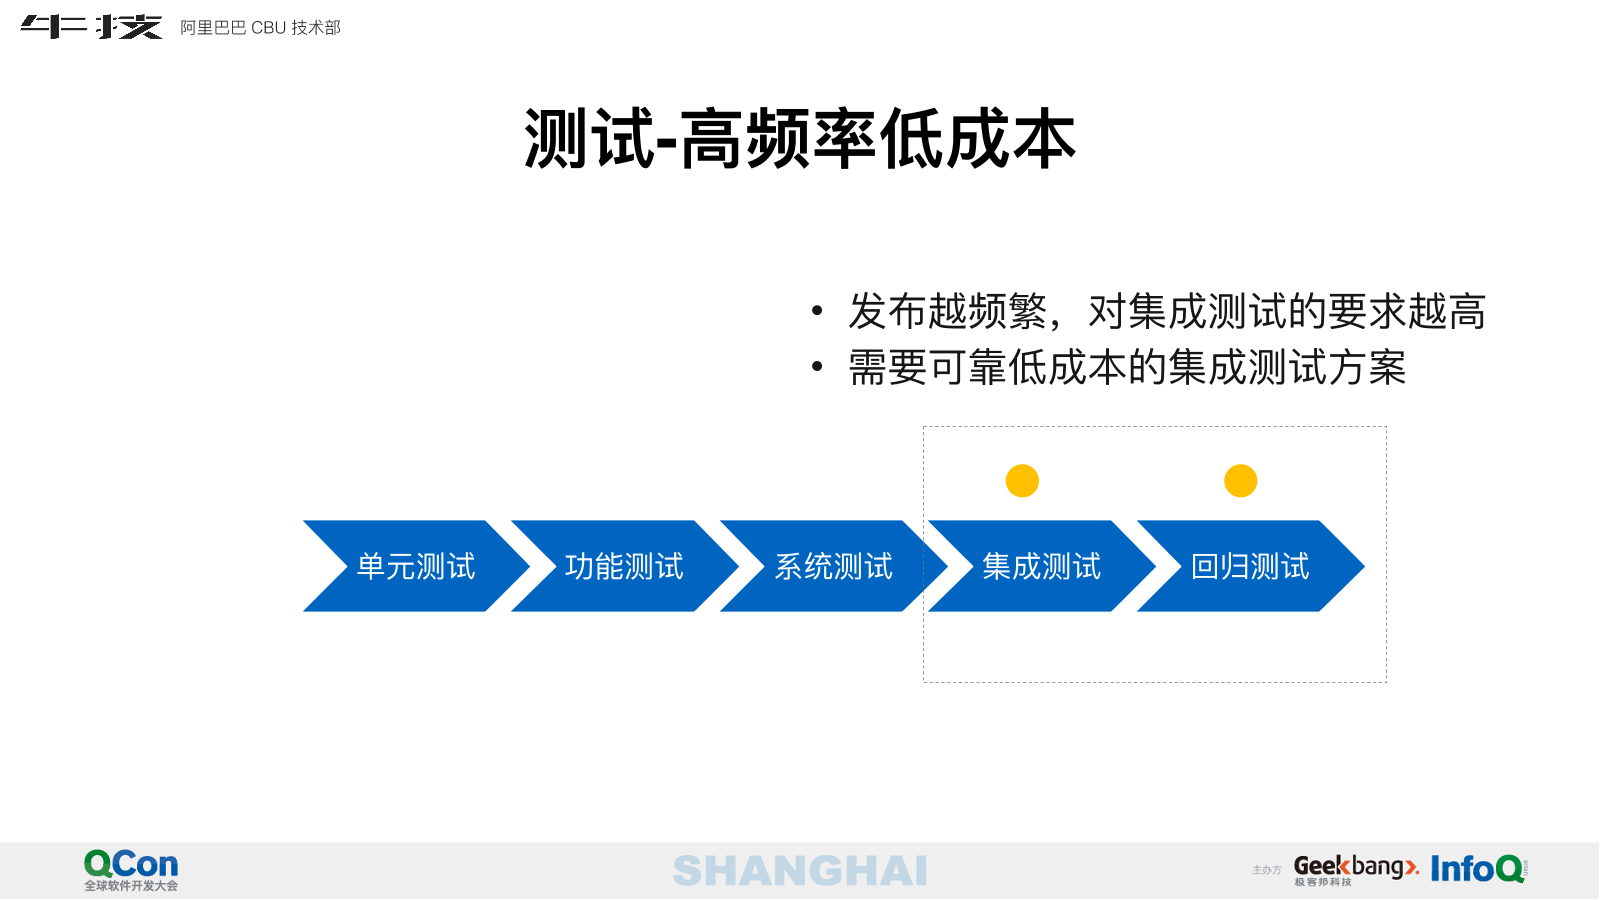 牛技 阿里巴巴 CBU 技术部
测试-高频率低成本
• 发布越频繁，对集成测试的要求越高
• 需要可靠低成本的集成测试方案
单元测试 功能测试 系统测试 集成测试 回归测试
QCon
全球软件开发大会
SHANGHAI
主办方 Geekbang>. InfoQ
极客邦科技